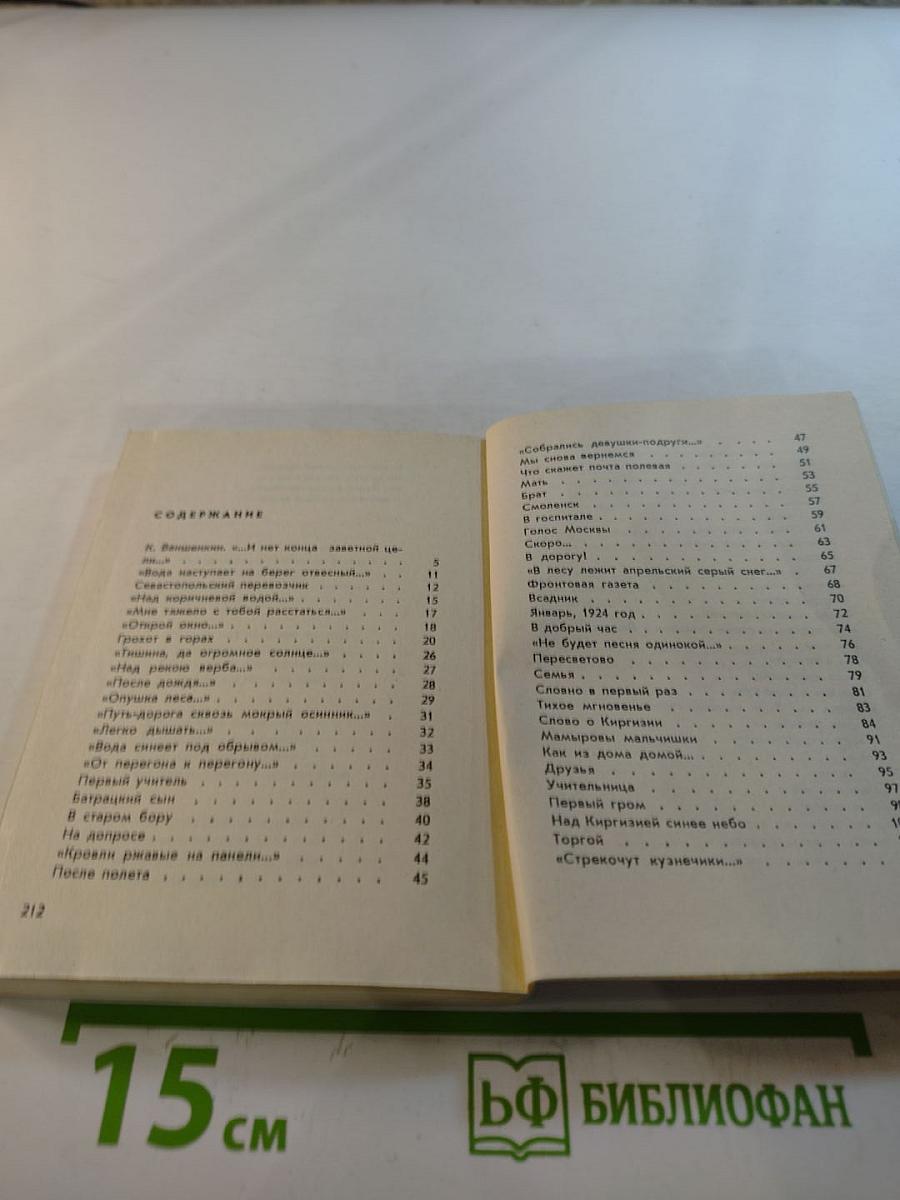 СОДЕРЖАНИЕ
К. Ваншенкин. «...И нет конца заветной це-
ли...» . . . . . . . . . . . . 5
«Вода наступает на берег отвесный...» . . 11
Севастопольский перевозчик . . . . . 12
«Над коричневой водой...» . . . . . . 15
«Мне тяжело с тобой расстаться...» . . . 17
«Открой окно...» . . . . . . . . . 18
Грохот в горах . . . . . . . . . . 20
«Тишина, да огромное солнце...» . . . . 26
«Над рекою верба...» . . . . . . . . 27
«После дождя...» . . . . . . . . . 28
«Опушка леса...» . . . . . . . . . 29
«Путь-дорога сквозь мокрый осинник...» . 31
«Легко дышать...» . . . . . . . . . 32
«Вода синеет под обрывом...» . . . . . 33
«От перегона к перегону...» . . . . . . 34
Первый учитель . . . . . . . . . . 35
Батрацкий сын . . . . . . . . . . 38
В старом бору . . . . . . . . . . 40
На допросе . . . . . . . . . . . . 42
«Кровли ржавые на панели...» . . . . . 44
После полета . . . . . . . . . . . 45
212
«Собрались девушки-подруги...» . . . . 47
Мы снова вернемся . . . . . . . . 49
Что скажет почта полевая . . . . . . 51
Мать . . . . . . . . . . . . . 53
Брат . . . . . . . . . . . . . 55
Смоленск . . . . . . . . . . . . 57
В госпитале . . . . . . . . . . . 59
Голос Москвы . . . . . . . . . . 61
Скоро... . . . . . . . . . . . . 63
В дорогу! . . . . . . . . . . . . 65
«В лесу лежит апрельский серый снег...» . 67
Фронтовая газета . . . . . . . . . 68
Всадник . . . . . . . . . . . . 70
Январь, 1924 год . . . . . . . . . 72
В добрый час . . . . . . . . . . 74
«Не будет песня одинокой...» . . . . . 76
Пересветово . . . . . . . . . . . 78
Семья . . . . . . . . . . . . . 79
Словно в первый раз . . . . . . . . 81
Тихое мгновенье . . . . . . . . . 83
Слово о Киргизии . . . . . . . . . 84
Мамыровы мальчишки . . . . . . . . 91
Как из дома домой... . . . . . . . . 93
Друзья . . . . . . . . . . . . . 95
Учительница . . . . . . . . . . . 97
Первый гром . . . . . . . . . . .
Над Киргизией синее небо . . . . . .
Торгой . . . . . . . . . . . . .
«Стрекочут кузнечики...» . . . . . .
15 см
БФ БИБЛИОФАН